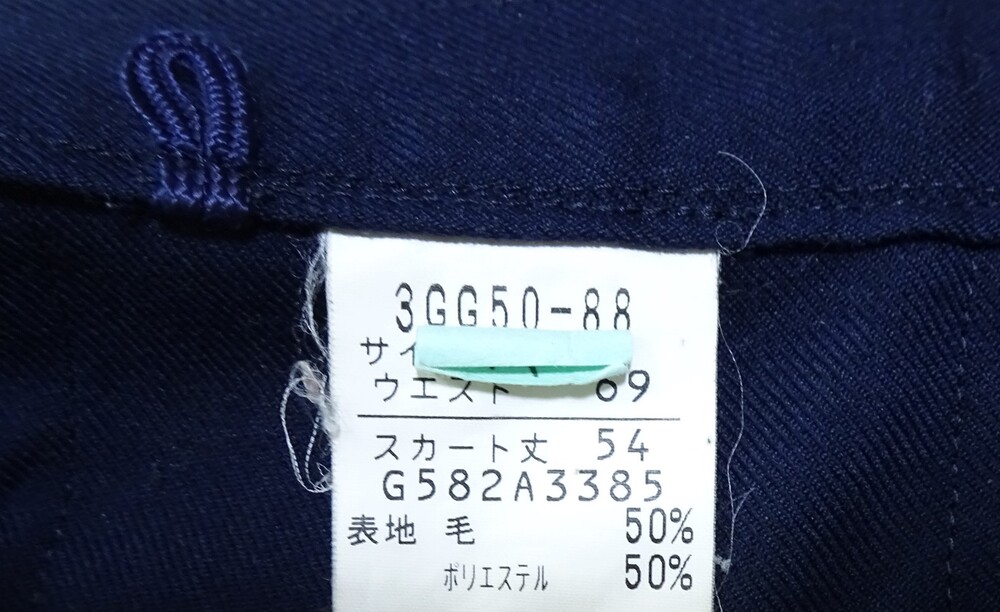 3GG50-88
サイ
ウエスト 69
スカート丈 54
G582A3385
表地 毛 50%
ポリエステル 50%